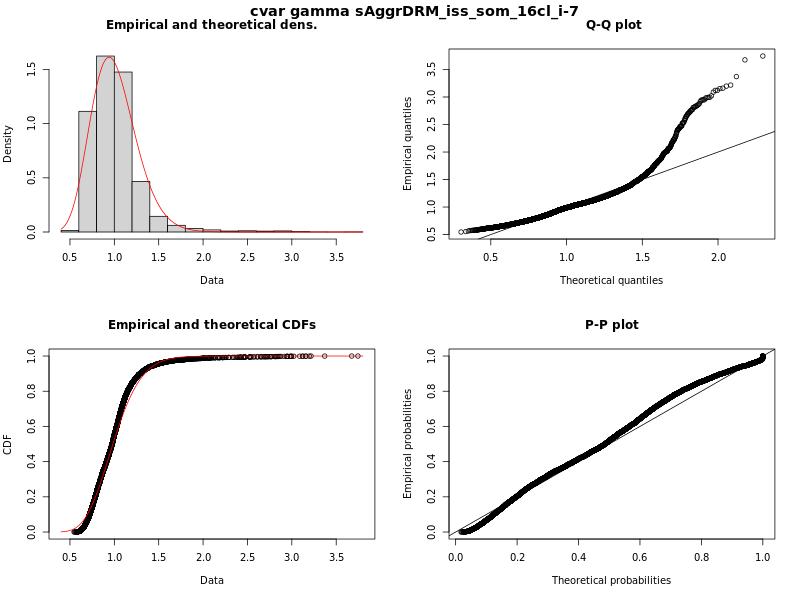 cvar gamma sAggrDRM_iss_som_16cl_i-7
Empirical and theoretical dens.
Density
0.0 0.5 1.0 1.5
0.5 1.0 1.5 2.0 2.5 3.0 3.5
Data
Q-Q plot
Empirical quantiles
0.5 1.0 1.5 2.0 2.5 3.0 3.5
0.5 1.0 1.5 2.0
Theoretical quantiles
Empirical and theoretical CDFs
CDF
0.0 0.2 0.4 0.6 0.8 1.0
0.5 1.0 1.5 2.0 2.5 3.0 3.5
Data
P-P plot
Empirical probabilities
0.0 0.2 0.4 0.6 0.8 1.0
0.0 0.2 0.4 0.6 0.8 1.0
Theoretical probabilities